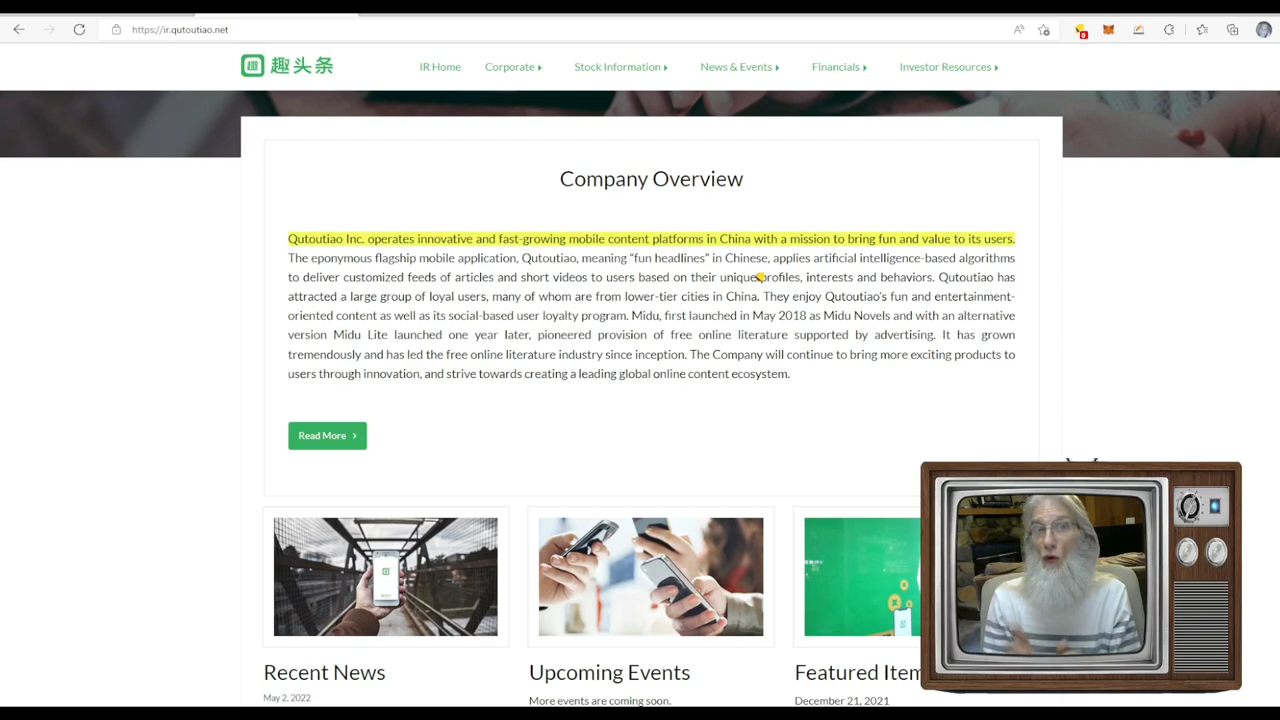 https://ir.qutoutiao.net
趣头条
IR Home
Corporate
Stock Information
News & Events
Financials
Investor Resources
Company Overview
Qutoutiao Inc. operates innovative and fast-growing mobile content platforms in China with a mission to bring fun and value to its users.
The eponymous flagship mobile application, Qutoutiao, meaning “fun headlines” in Chinese, applies artificial intelligence-based algorithms
to deliver customized feeds of articles and short videos to users based on their unique profiles, interests and behaviors. Qutoutiao has
attracted a large group of loyal users, many of whom are from lower-tier cities in China. They enjoy Qutoutiao’s fun and entertainment-
oriented content as well as its social-based user loyalty program. Midu, first launched in May 2018 as Midu Novels and with an alternative
version Midu Lite launched one year later, pioneered provision of free online literature supported by advertising. It has grown
tremendously and has led the free online literature industry since inception. The Company will continue to bring more exciting products to
users through innovation, and strive towards creating a leading global online content ecosystem.
Read More
Recent News
May 2, 2022
Upcoming Events
More events are coming soon.
Featured Item
December 21, 2021